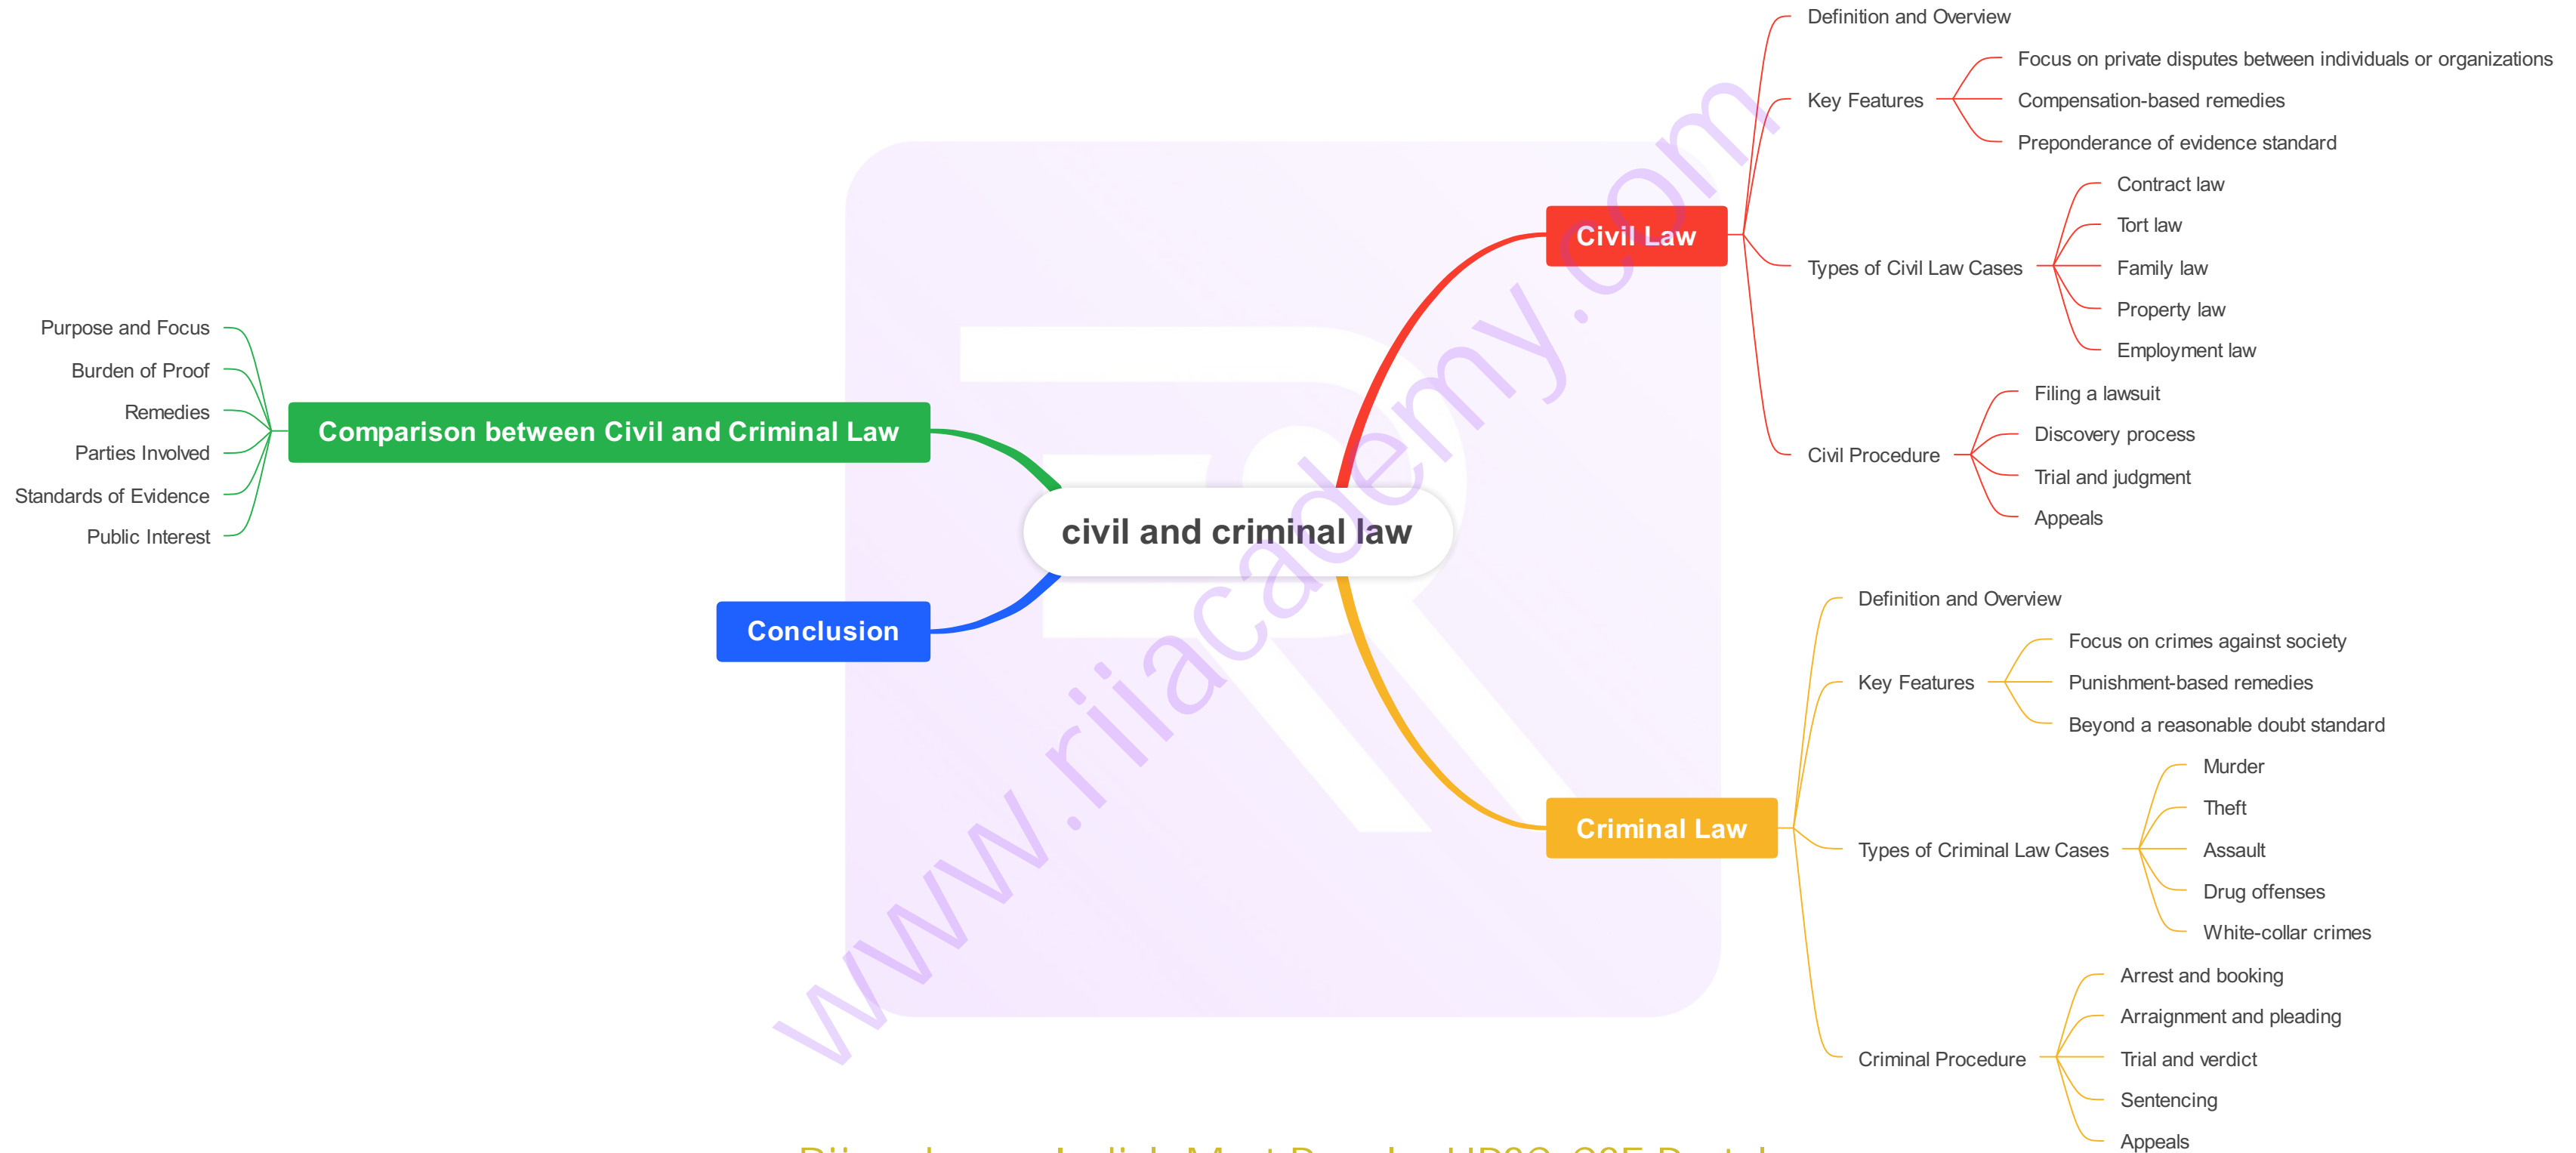 civil and criminal law
Civil Law
Definition and Overview
Key Features
Focus on private disputes between individuals or organizations
Compensation-based remedies
Preponderance of evidence standard
Types of Civil Law Cases
Contract law
Tort law
Family law
Property law
Employment law
Civil Procedure
Filing a lawsuit
Discovery process
Trial and judgment
Appeals
Criminal Law
Definition and Overview
Key Features
Focus on crimes against society
Punishment-based remedies
Beyond a reasonable doubt standard
Types of Criminal Law Cases
Murder
Theft
Assault
Drug offenses
White-collar crimes
Criminal Procedure
Arrest and booking
Arraignment and pleading
Trial and verdict
Sentencing
Appeals
Comparison between Civil and Criminal Law
Purpose and Focus
Burden of Proof
Remedies
Parties Involved
Standards of Evidence
Public Interest
Conclusion
www.rijacademy.com